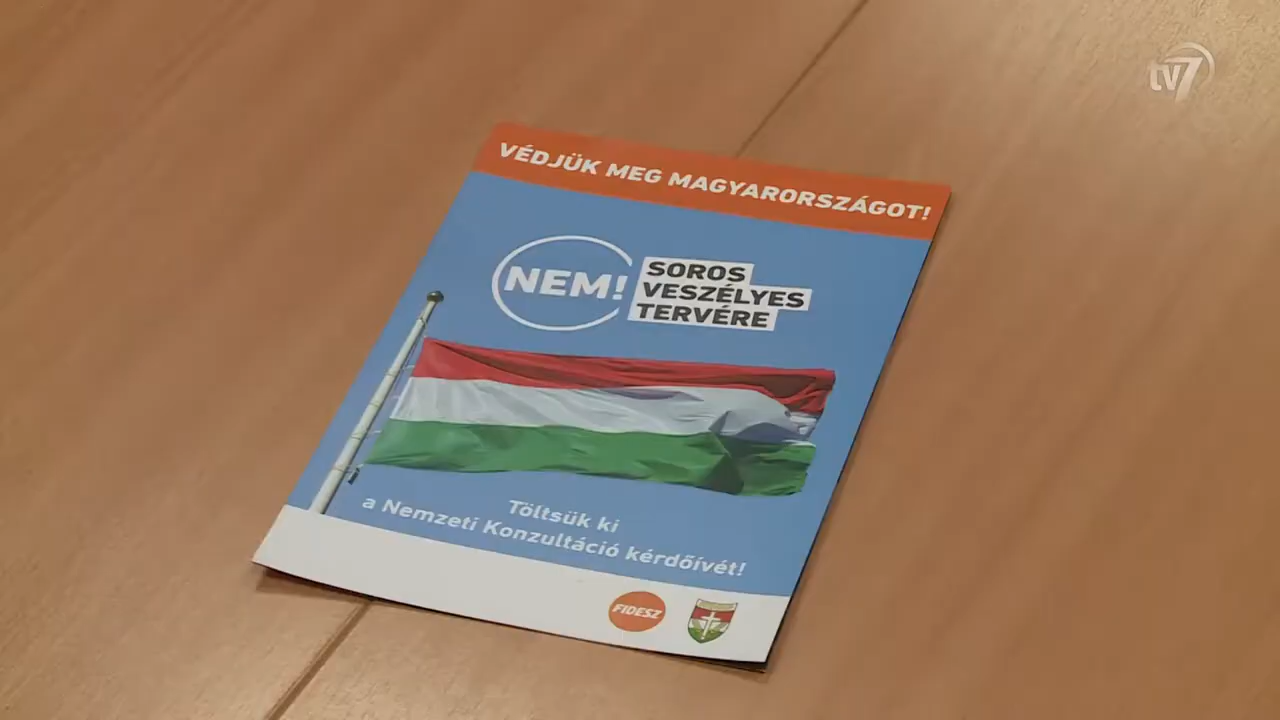 tv7
VÉDJÜK MEG MAGYARORSZÁGOT!
NEM!
SOROS
VESZÉLYES
TERVÉRE
Töltsük ki
a Nemzeti Konzultáció kérdőívét!
FIDESZ